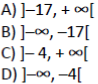 A) ]–17, + ∞[
B) ]–∞, –17[
C) ]– 4, + ∞[
D) ]–∞, –4[